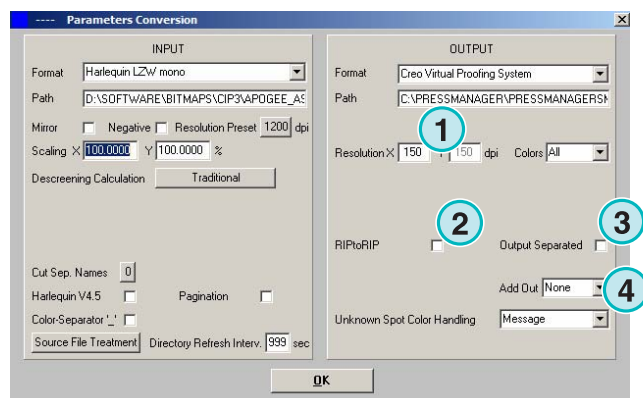 ---- Parameters Conversion
INPUT
Format Harlequin LZW mono
Path D:\SOFTWARE\BITMAPS\CIP3\APOGEE_AS
Mirror Negative Resolution Preset 1200 dpi
Scaling X 100.0000 Y 100.0000 %
Descreening Calculation Traditional
Cut Sep. Names 0
Harlequin V4.5 Pagination
Color-Separator '_'
Source File Treatment Directory Refresh Interv. 999 sec
OUTPUT
Format Creo Virtual Proofing System
Path C:\PRESSMANAGER\PRESSMANAGERSM
1
Resolution X 150 150 dpi Colors All
2
3
RIPtoRIP Output Separated
Add Out None
4
Unknown Spot Color Handling Message
OK